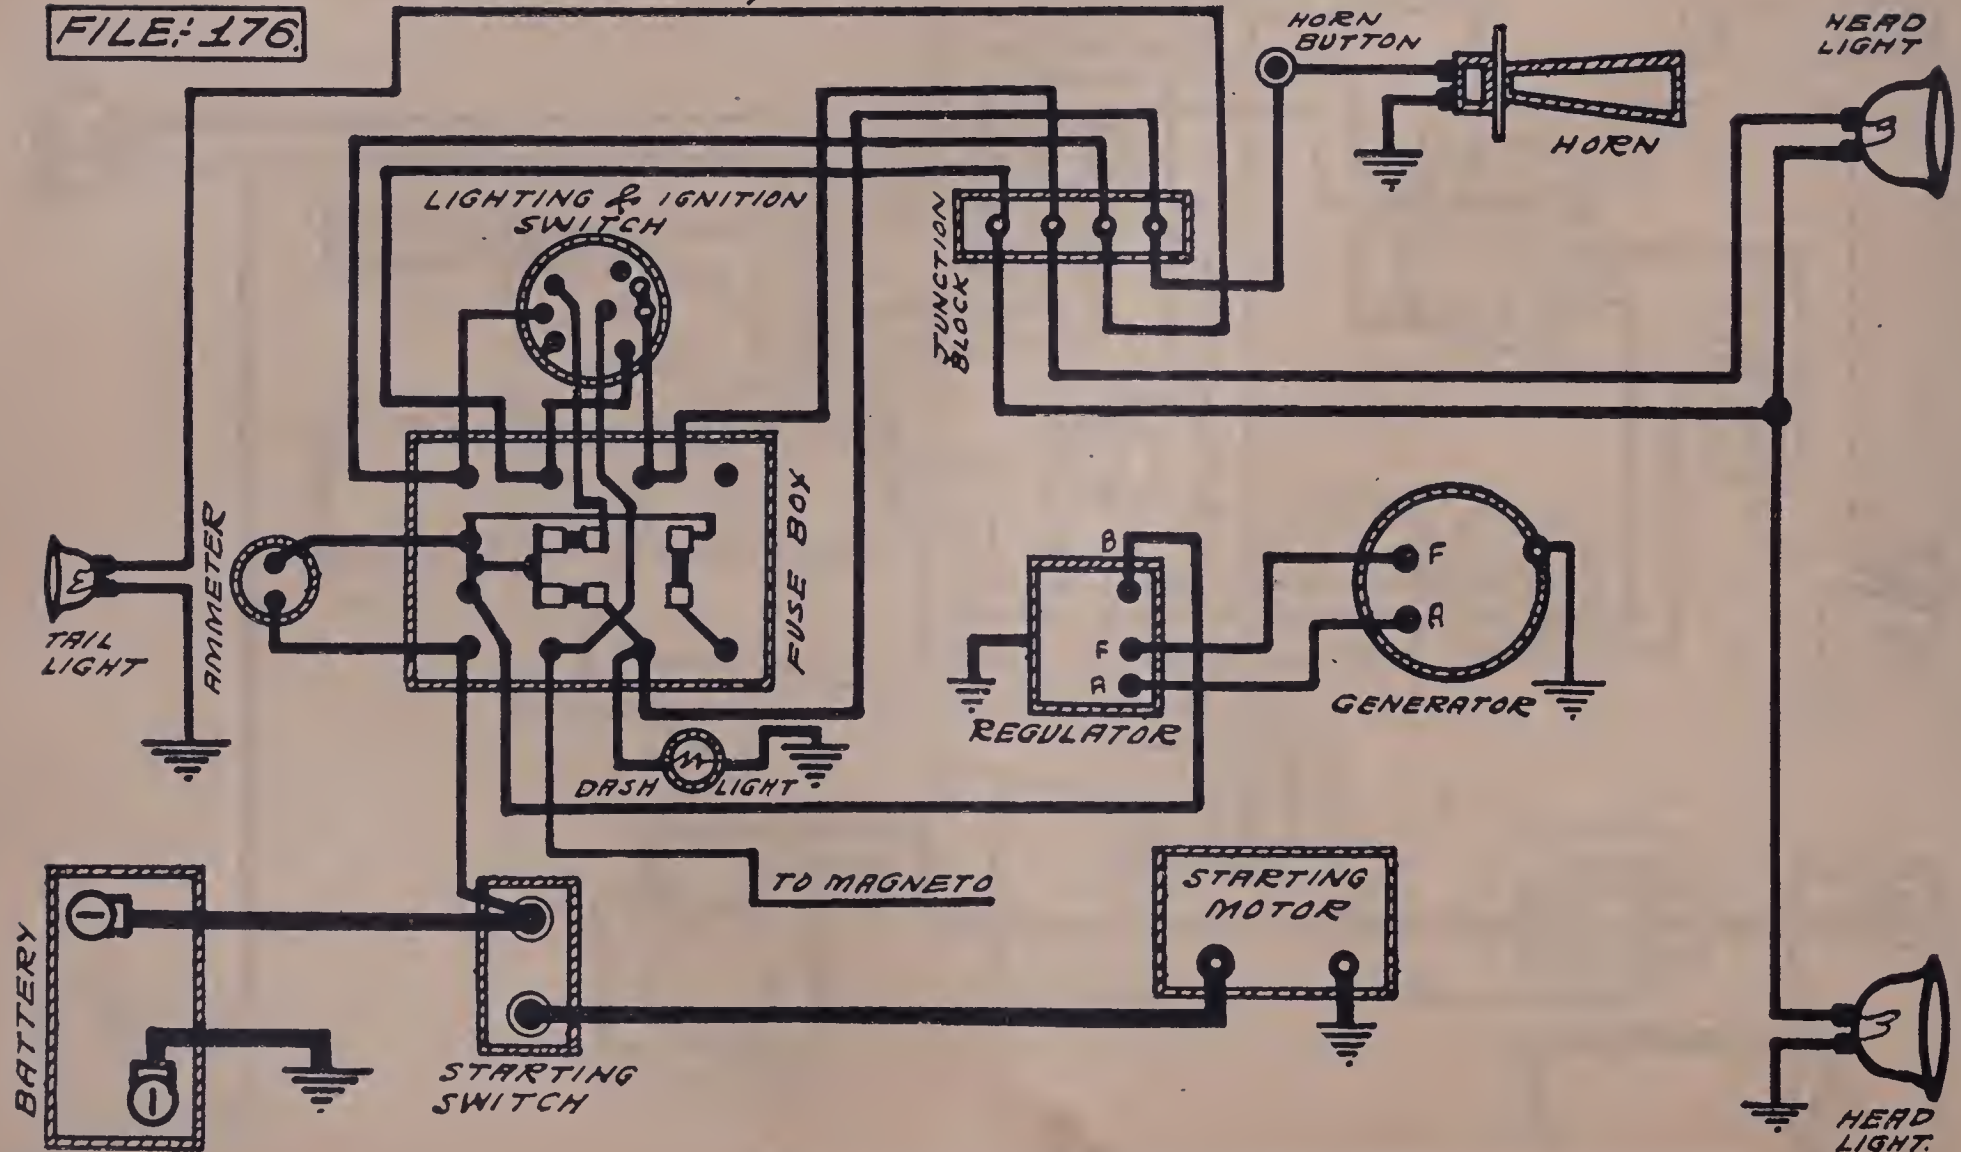 FILE:-176.
HORN
BUTTON
HEAD
LIGHT
HORN
LIGHTING & IGNITION
SWITCH
JUNCTION
BLOCK
FUSE BOX
AMMETER
TAIL
LIGHT
B
F
A
REGULATOR
F
A
GENERATOR
DASH LIGHT
TO MAGNETO
STARTING
MOTOR
BATTERY
STARTING
SWITCH
HEAD
LIGHT.